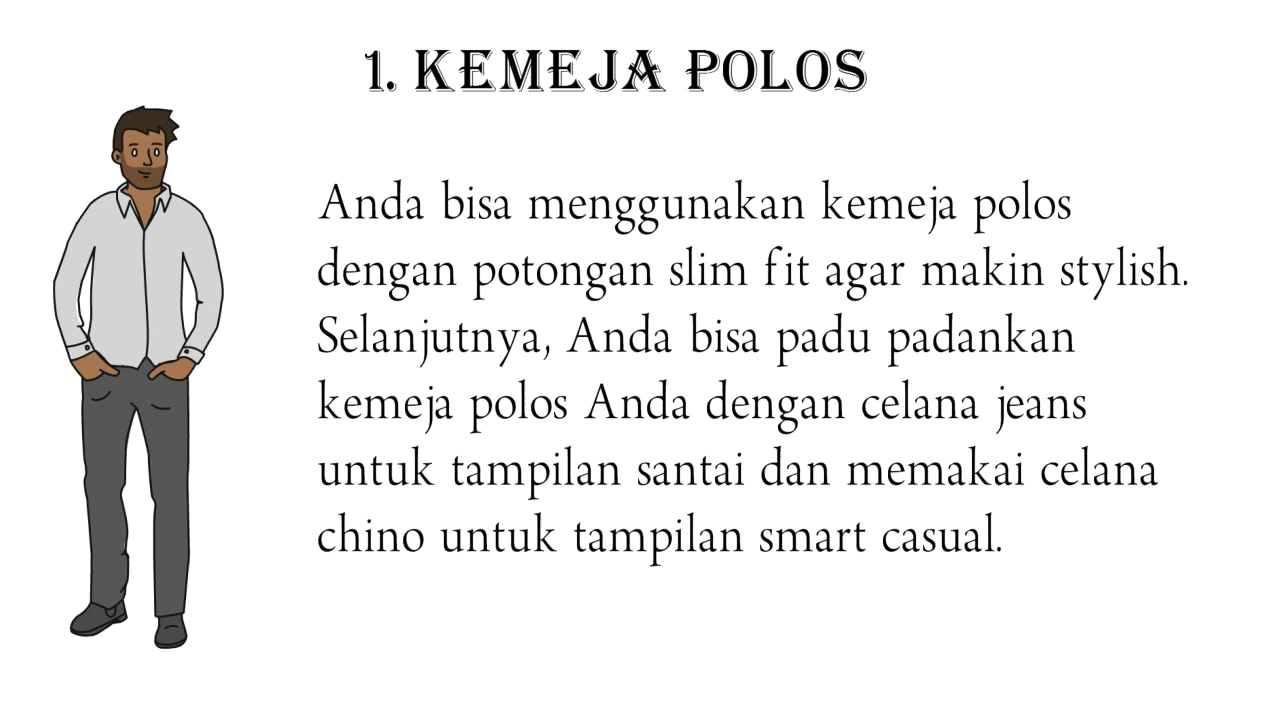 1. KEMEJA POLOS
Anda bisa menggunakan kemeja polos
dengan potongan slim fit agar makin stylish.
Selanjutnya, Anda bisa padu padankan
kemeja polos Anda dengan celana jeans
untuk tampilan santai dan memakai celana
chino untuk tampilan smart casual.